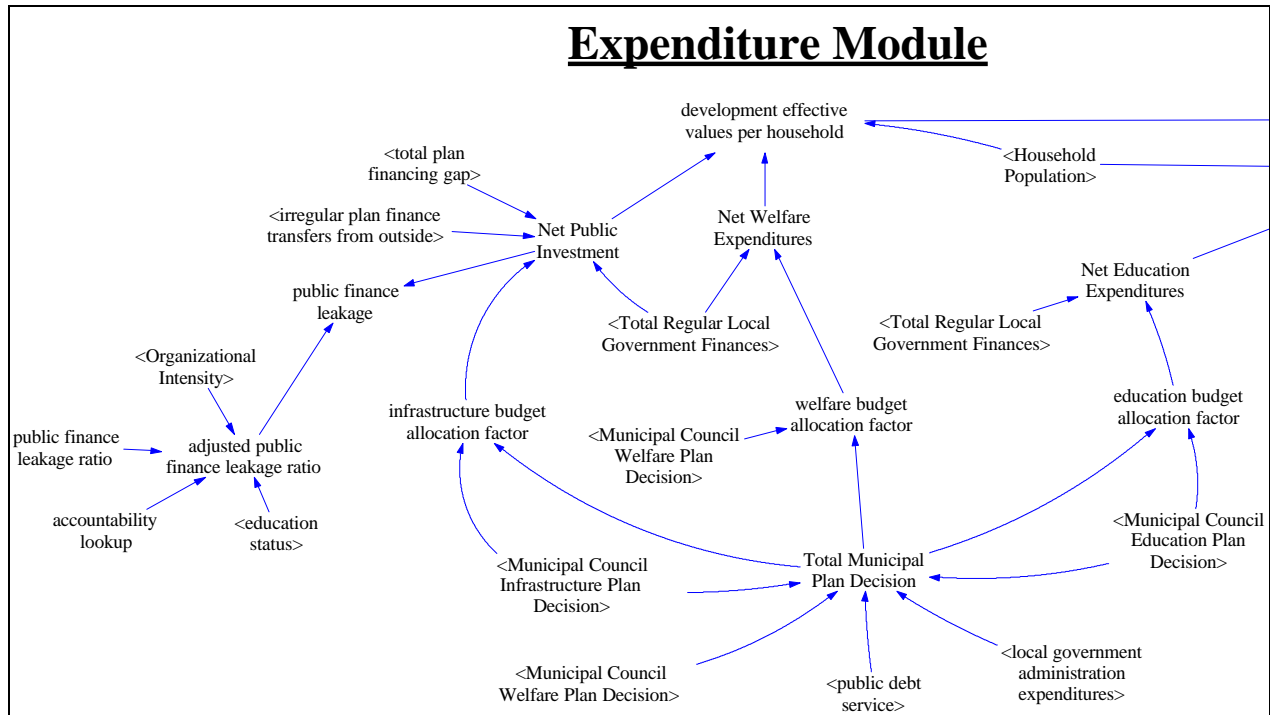 Expenditure Module
development effective
values per household
<total plan
financing gap>
<Household
Population>
<irregular plan finance
transfers from outside>
Net Public
Investment
Net Welfare
Expenditures
Net Education
Expenditures
public finance
leakage
<Total Regular Local
Government Finances>
<Total Regular Local
Government Finances>
<Organizational
Intensity>
infrastructure budget
allocation factor
welfare budget
allocation factor
education budget
allocation factor
public finance
leakage ratio
adjusted public
finance leakage ratio
<Municipal Council
Welfare Plan
Decision>
accountability
lookup
<education
status>
<Municipal Council
Education Plan
Decision>
<Municipal Council
Infrastructure Plan
Decision>
Total Municipal
Plan Decision
<Municipal Council
Welfare Plan Decision>
<public debt
service>
<local government
administration
expenditures>